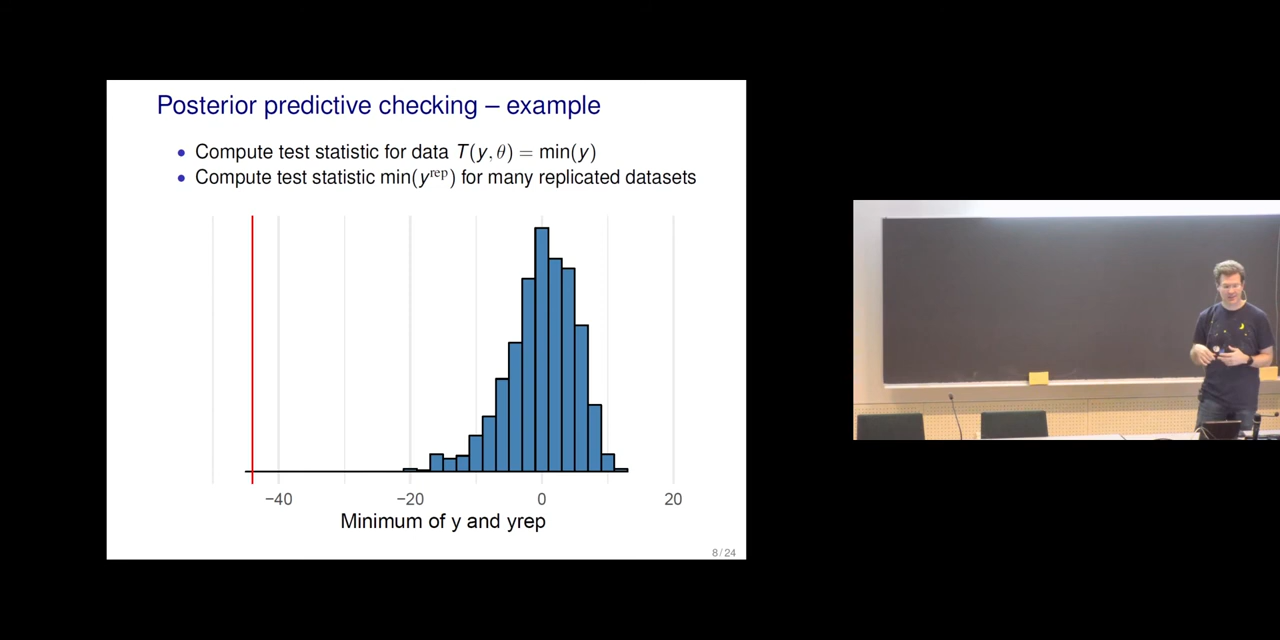 Posterior predictive checking – example
• Compute test statistic for data T(y, θ) = min(y)
• Compute test statistic min(yʳᵉᵖ) for many replicated datasets
−40 −20 0 20
Minimum of y and yrep
8 / 24